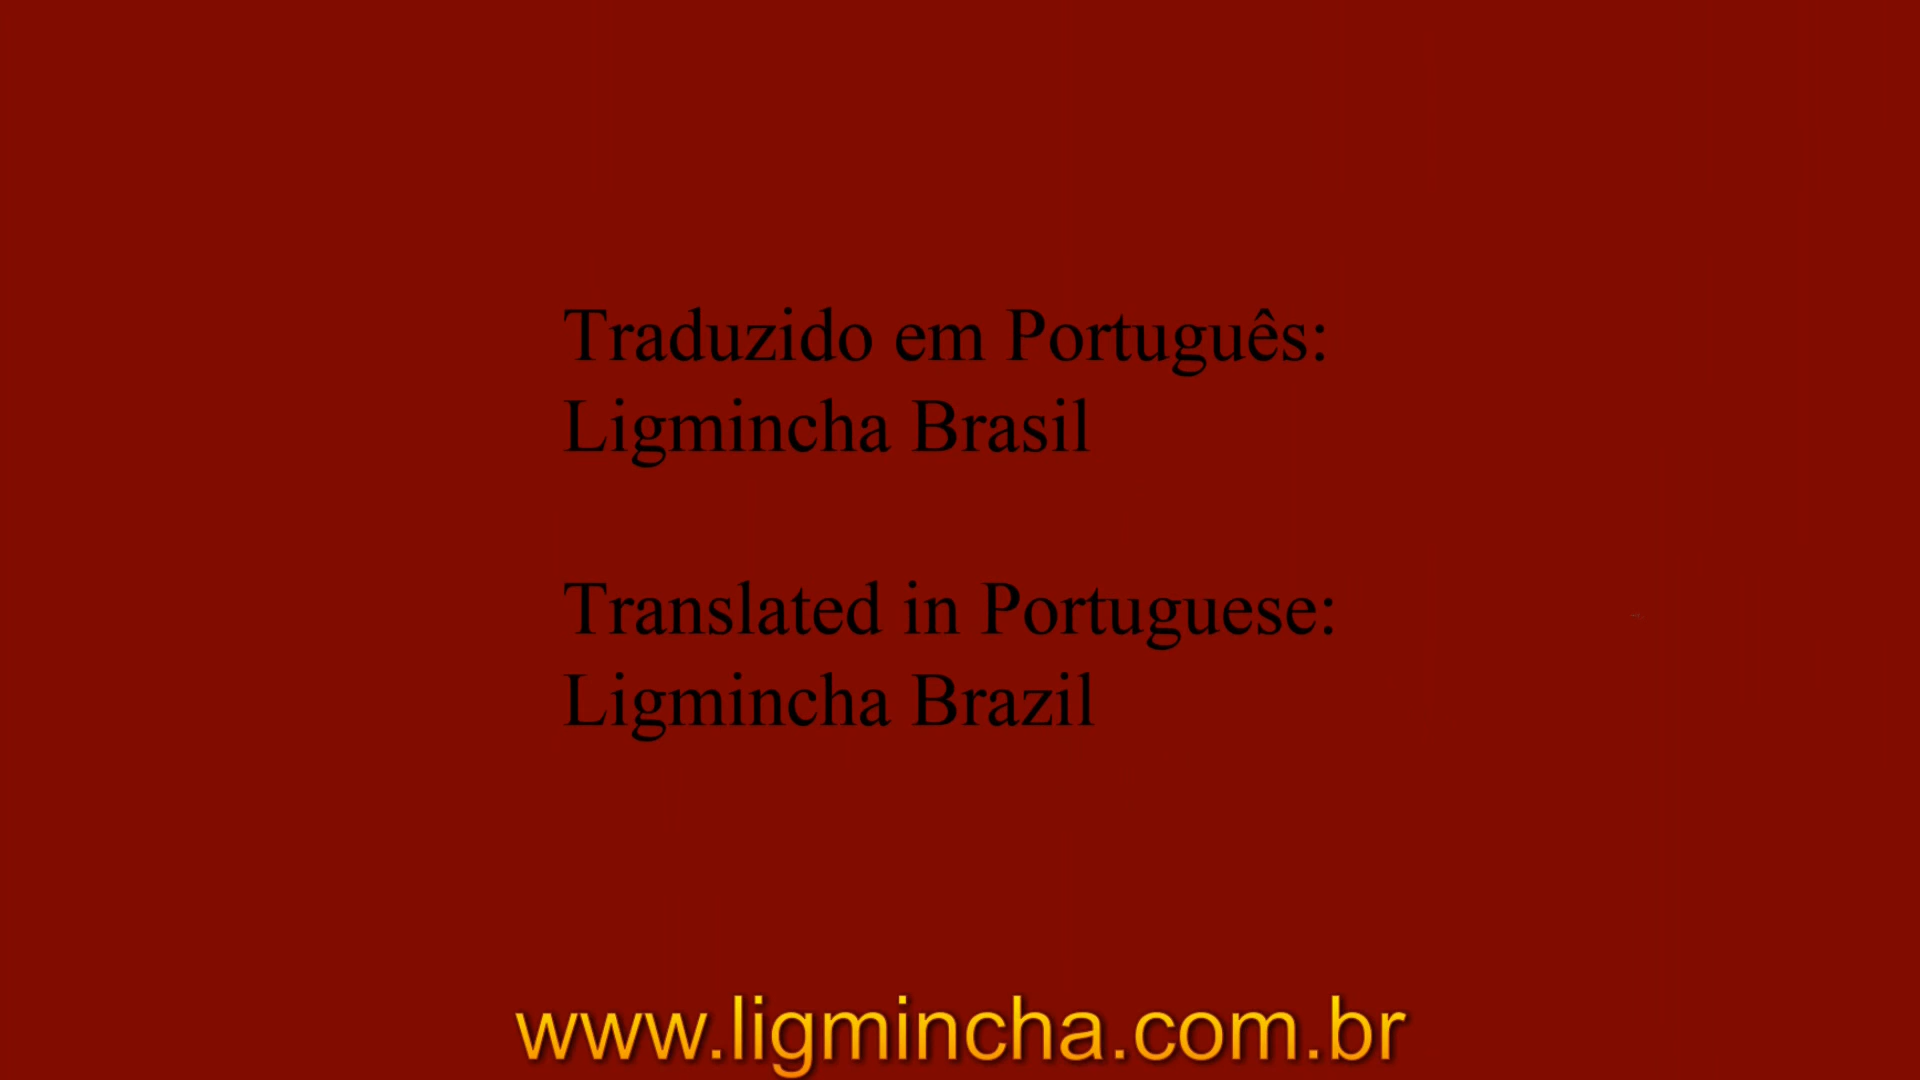 Traduzido em Português:
Ligmincha Brasil
Translated in Portuguese:
Ligmincha Brazil
www.ligmincha.com.br